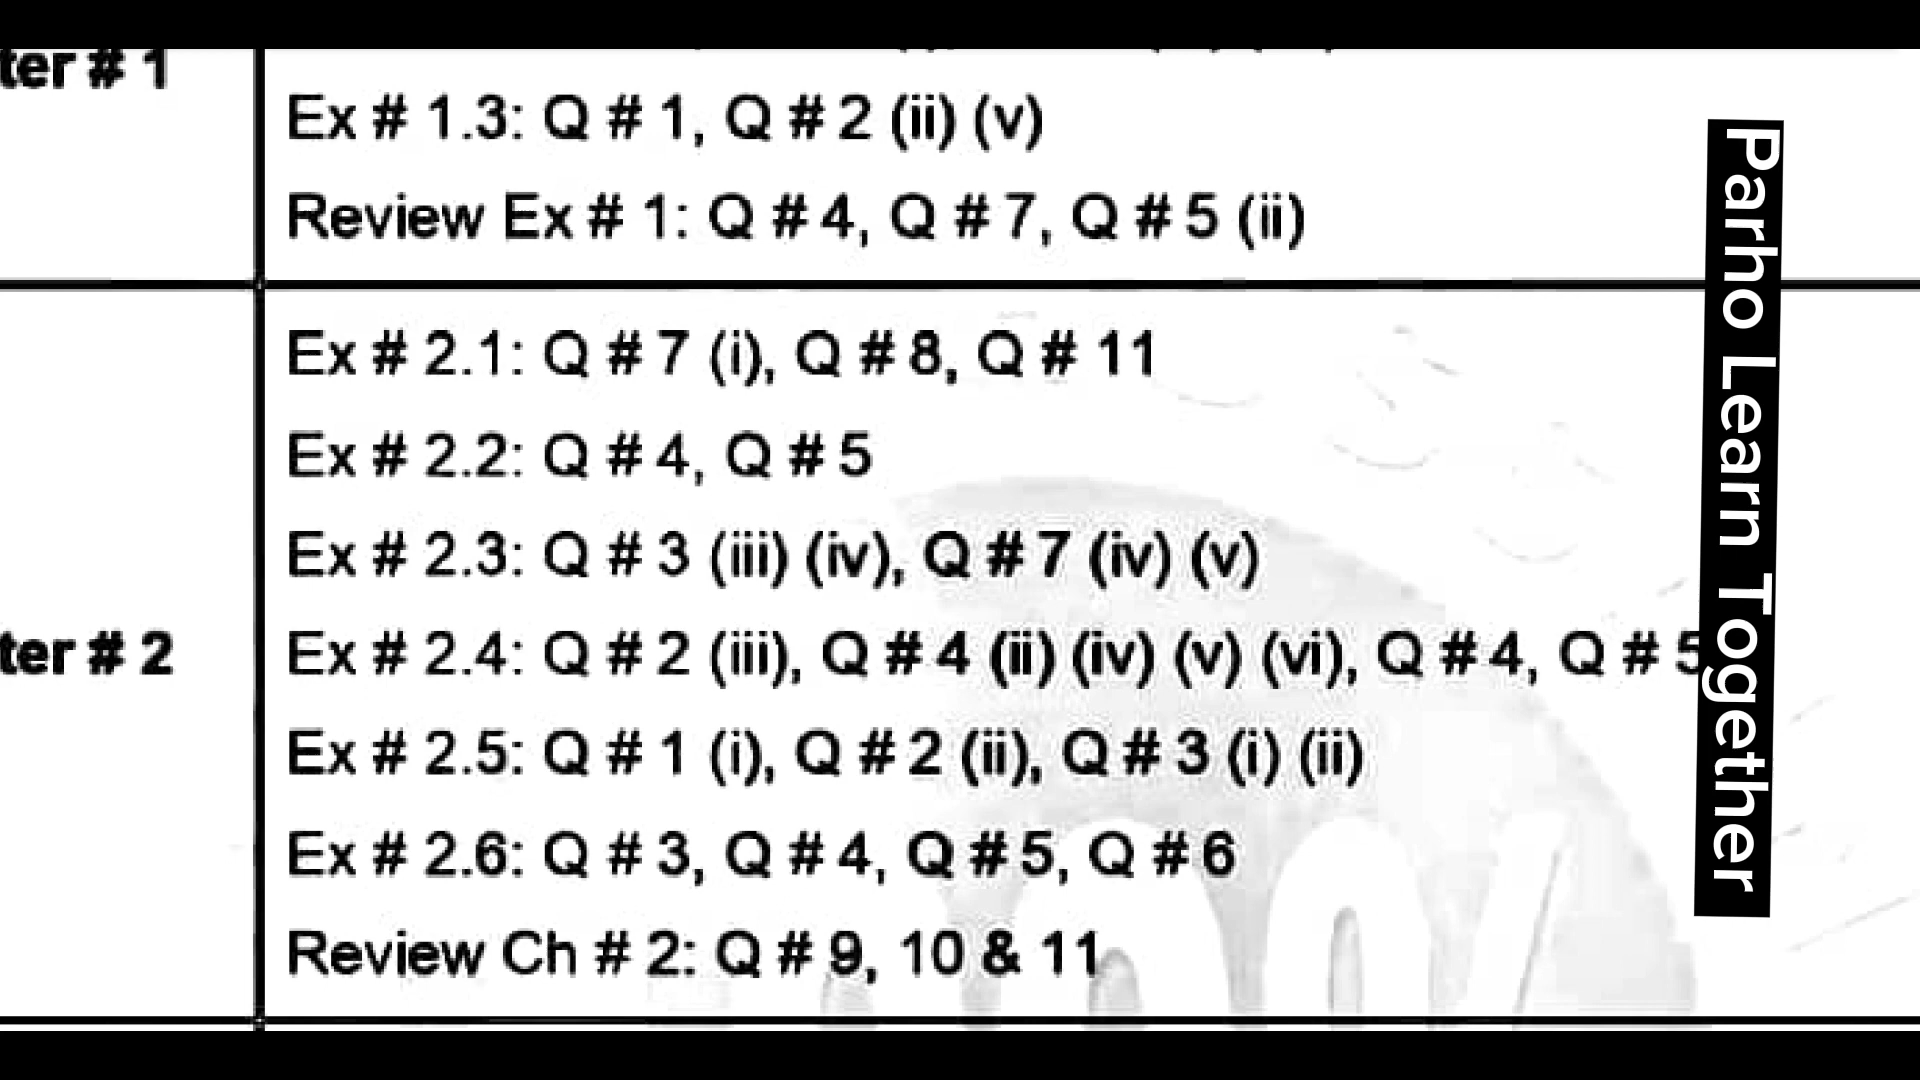 ter # 1
Ex # 1.3: Q # 1, Q # 2 (ii) (v)
Review Ex # 1: Q # 4, Q # 7, Q # 5 (ii)
ter # 2
Ex # 2.1: Q # 7 (i), Q # 8, Q # 11
Ex # 2.2: Q # 4, Q # 5
Ex # 2.3: Q # 3 (iii) (iv), Q # 7 (iv) (v)
Ex # 2.4: Q # 2 (iii), Q # 4 (ii) (iv) (v) (vi), Q # 4, Q # 5
Ex # 2.5: Q # 1 (i), Q # 2 (ii), Q # 3 (i) (ii)
Ex # 2.6: Q # 3, Q # 4, Q # 5, Q # 6
Review Ch # 2: Q # 9, 10 & 11
Parho Learn Together